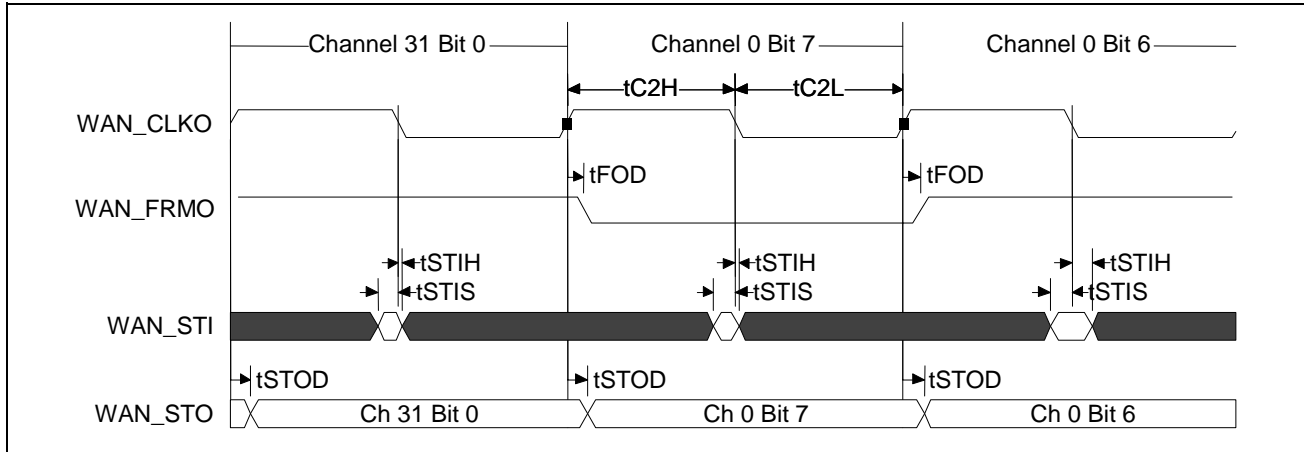 Channel 31 Bit 0
Channel 0 Bit 7
Channel 0 Bit 6
tC2H
tC2L
WAN_CLKO
tFOD
tFOD
WAN_FRMO
tSTIH
tSTIH
tSTIH
tSTIS
tSTIS
tSTIS
WAN_STI
tSTOD
tSTOD
tSTOD
WAN_STO
Ch 31 Bit 0
Ch 0 Bit 7
Ch 0 Bit 6